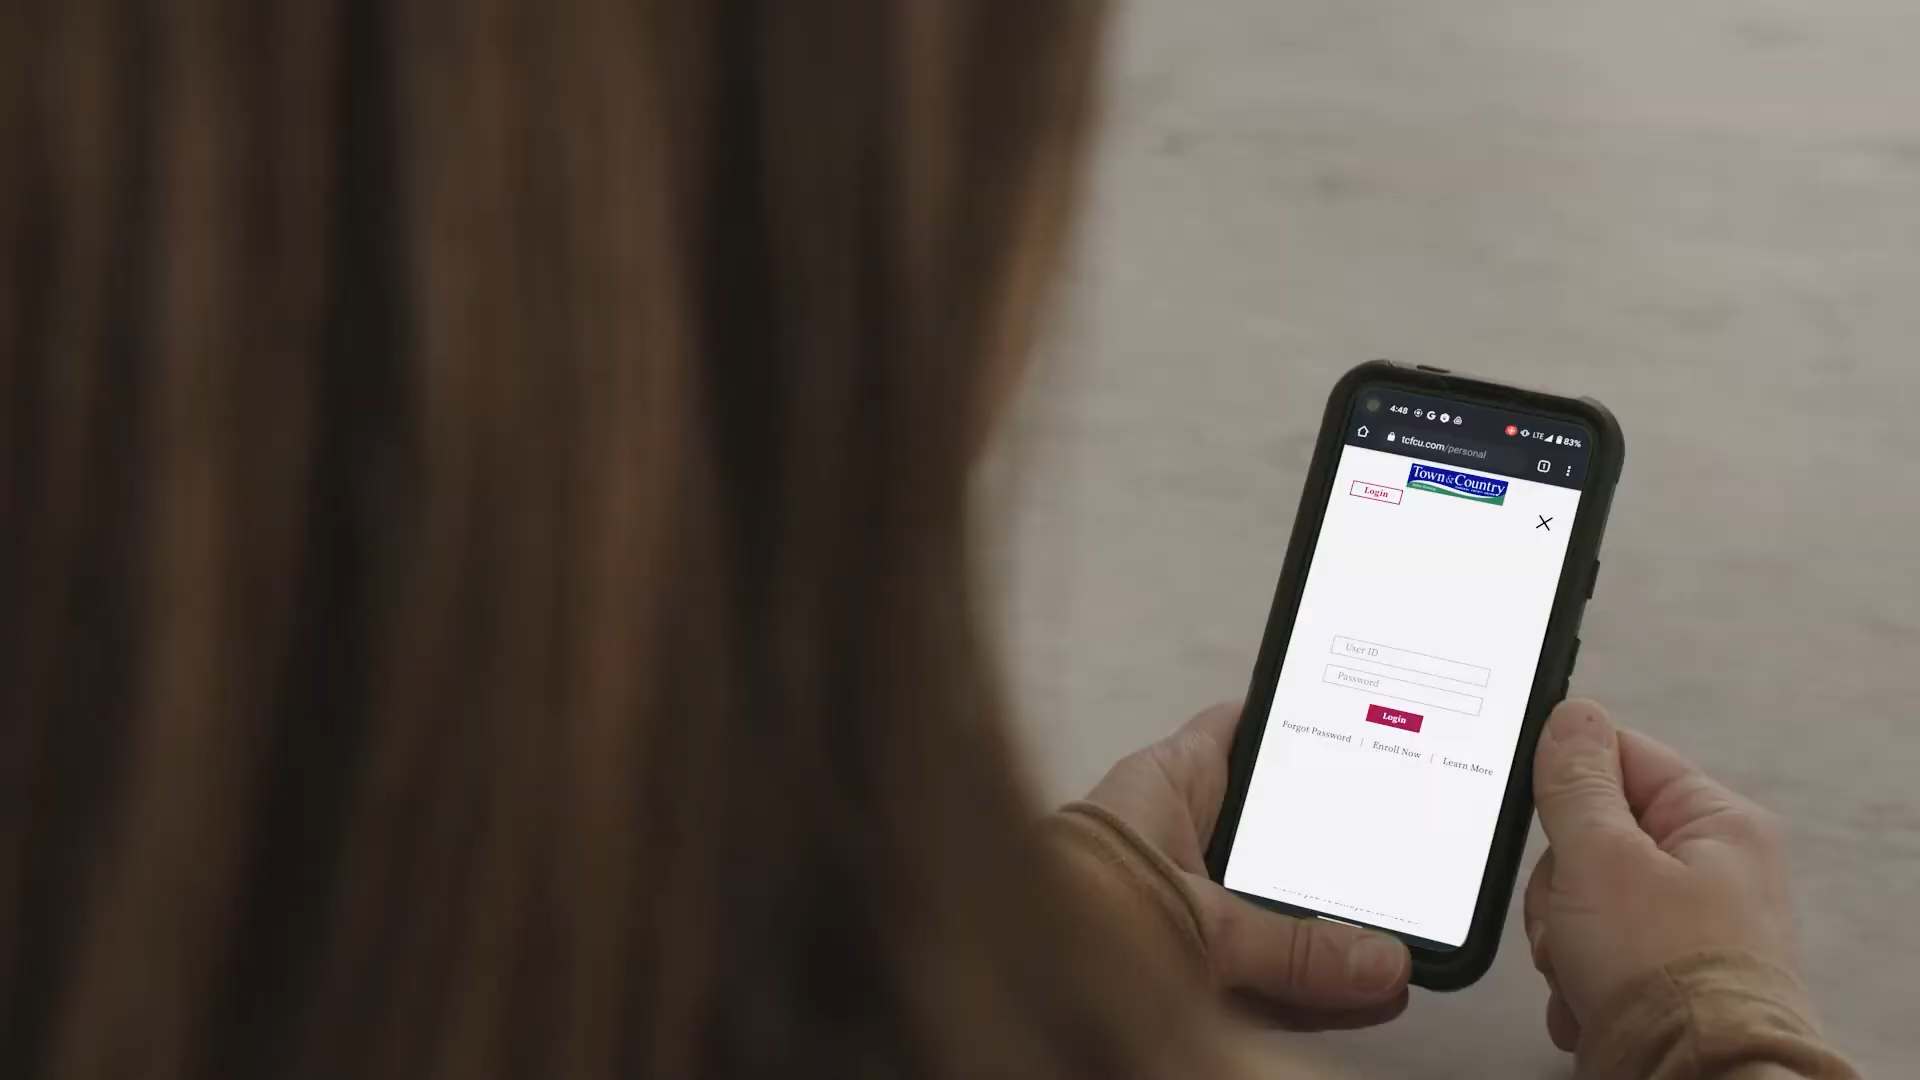 4:48
LTE 83%
tcfcu.com/personal
Town & Country
Login
User ID
Password
Login
Forgot Password | Enroll Now | Learn More